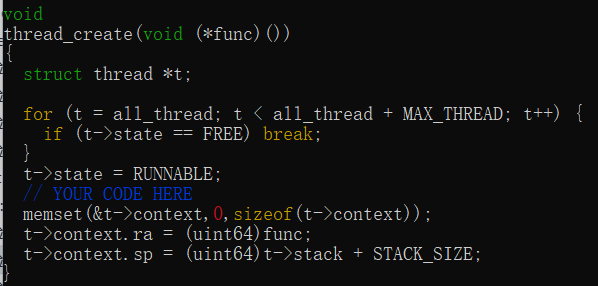 void
thread_create(void (*func)())
{
  struct thread *t;

  for (t = all_thread; t < all_thread + MAX_THREAD; t++) {
    if (t->state == FREE) break;
  }
  t->state = RUNNABLE;
  // YOUR CODE HERE
  memset(&t->context,0,sizeof(t->context));
  t->context.ra = (uint64)func;
  t->context.sp = (uint64)t->stack + STACK_SIZE;
}